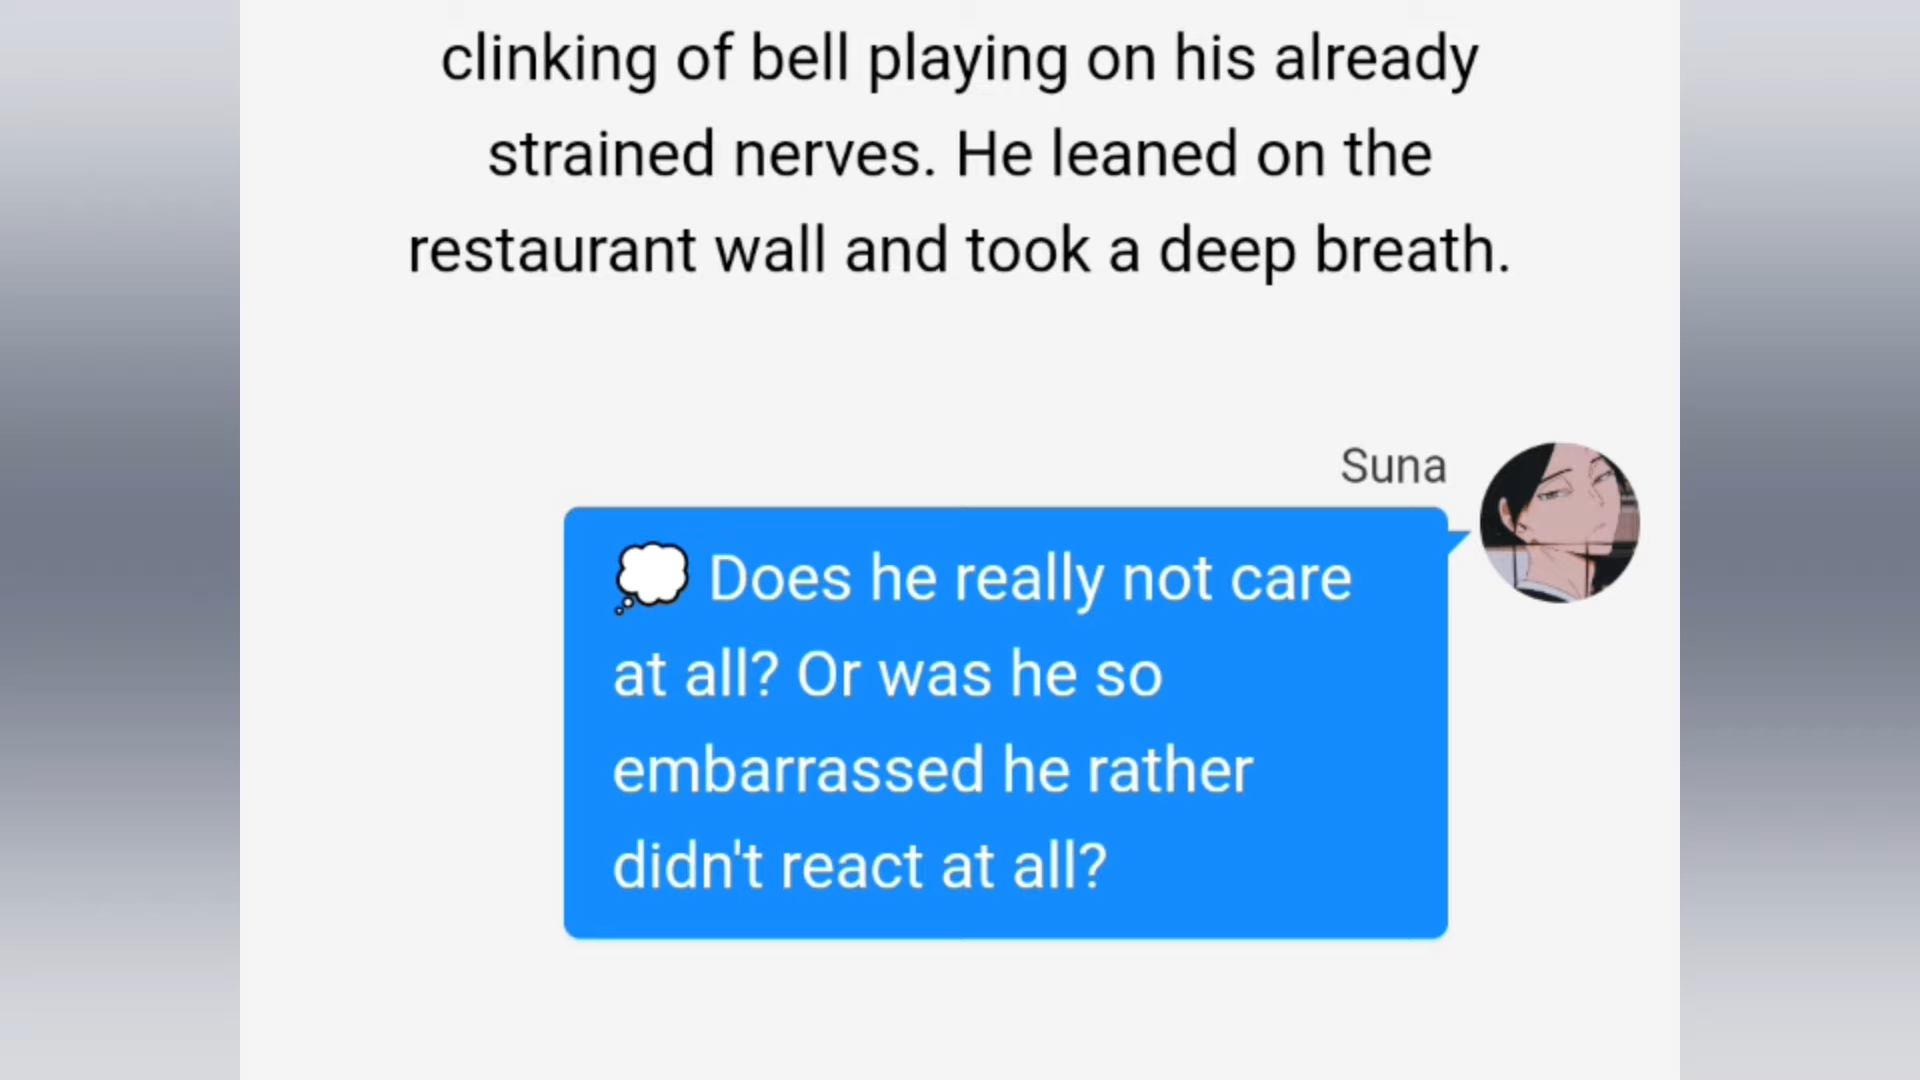 clinking of bell playing on his already
strained nerves. He leaned on the
restaurant wall and took a deep breath.
Suna
💭 Does he really not care
at all? Or was he so
embarrassed he rather
didn't react at all?